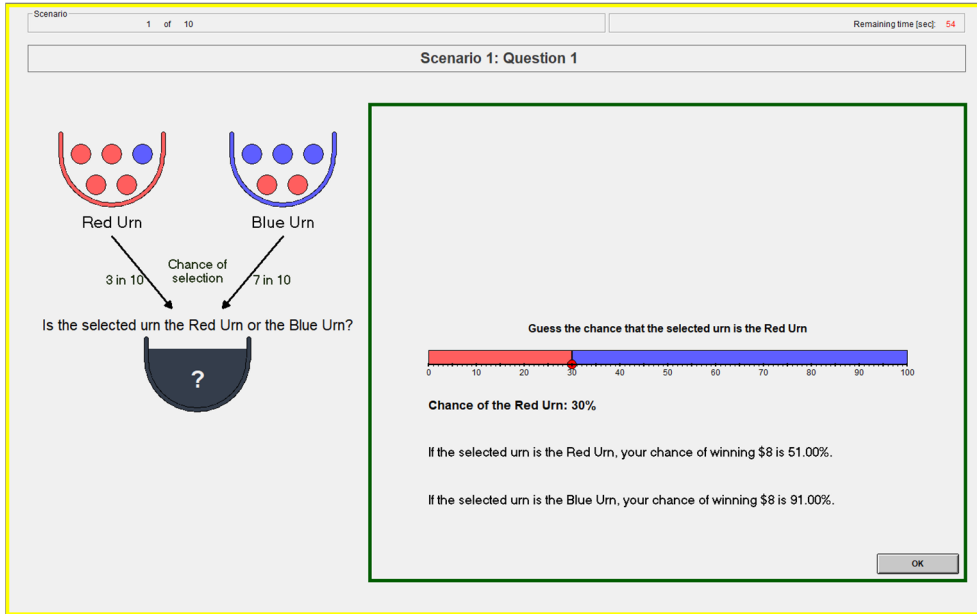 Scenario
1 of 10
Remaining time [sec]: 54
Scenario 1: Question 1
Red Urn
Blue Urn
Chance of
selection
3 in 10
7 in 10
Is the selected urn the Red Urn or the Blue Urn?
?
Guess the chance that the selected urn is the Red Urn
0 10 20 30 40 50 60 70 80 90 100
Chance of the Red Urn: 30%
If the selected urn is the Red Urn, your chance of winning $8 is 51.00%.
If the selected urn is the Blue Urn, your chance of winning $8 is 91.00%.
OK